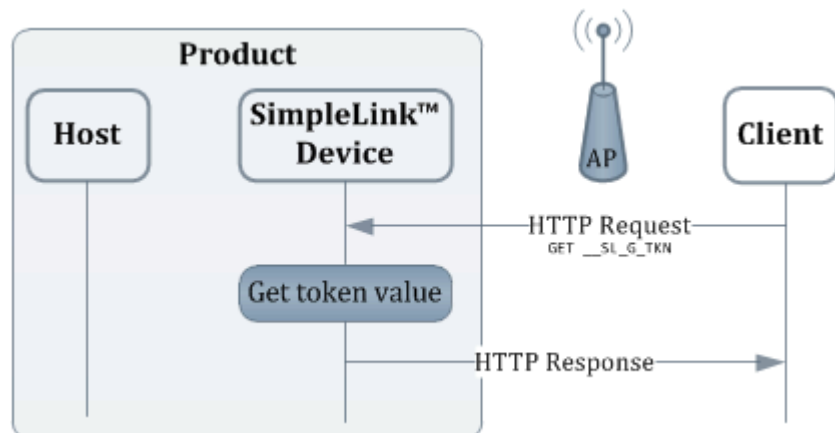 Product
Host
SimpleLink™
Device
AP
Client
HTTP Request
GET __SL_G_TKN
Get token value
HTTP Response